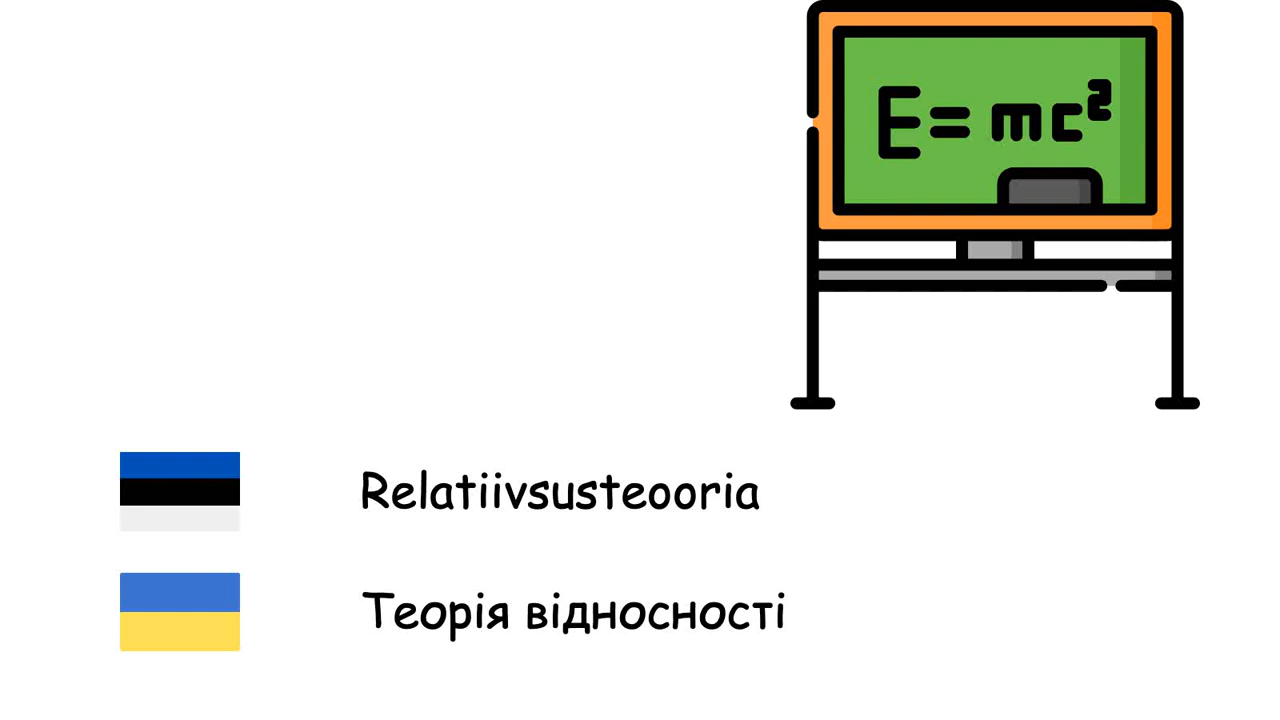 E=mc²
Relatiivsusteooria
Теорія відносності